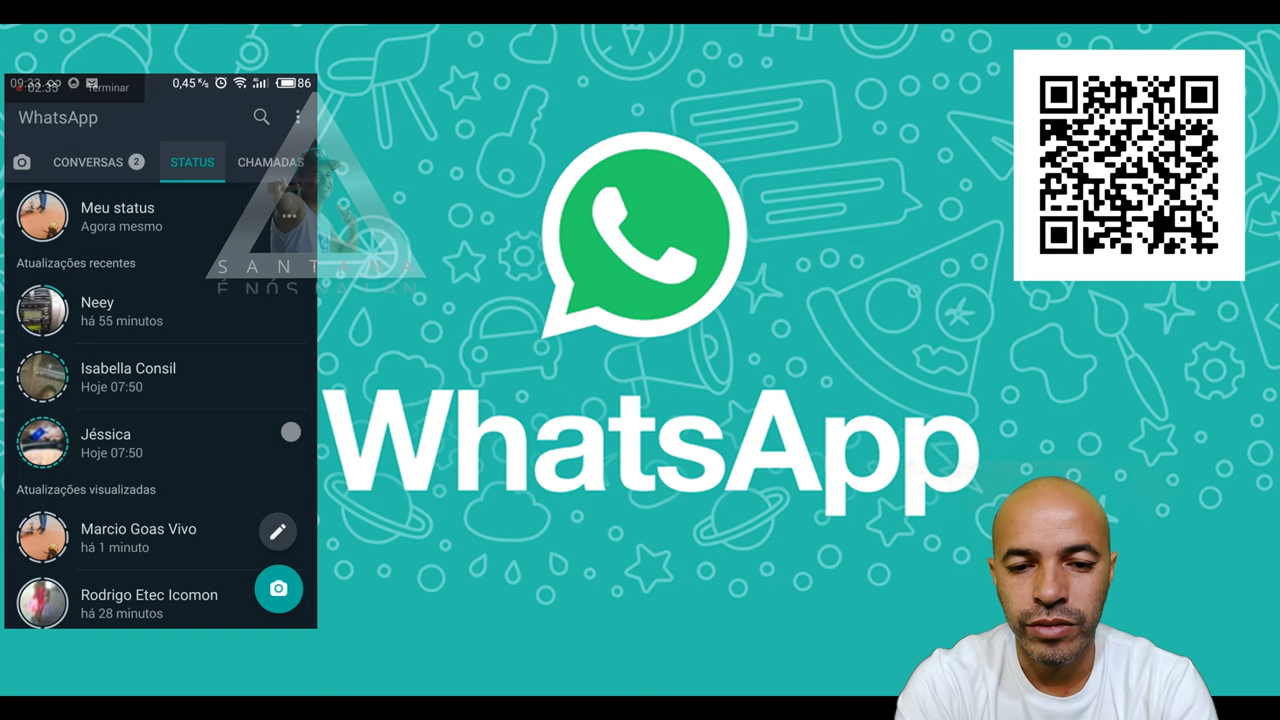 09:33
02:35 Terminar
0,45 K/s 86
WhatsApp
CONVERSAS 2
STATUS
CHAMADAS
Meu status
Agora mesmo
Atualizações recentes
Neey
há 55 minutos
Isabella Consil
Hoje 07:50
Jéssica
Hoje 07:50
Atualizações visualizadas
Marcio Goas Vivo
há 1 minuto
Rodrigo Etec Icomon
há 28 minutos
SANTANA
WhatsApp